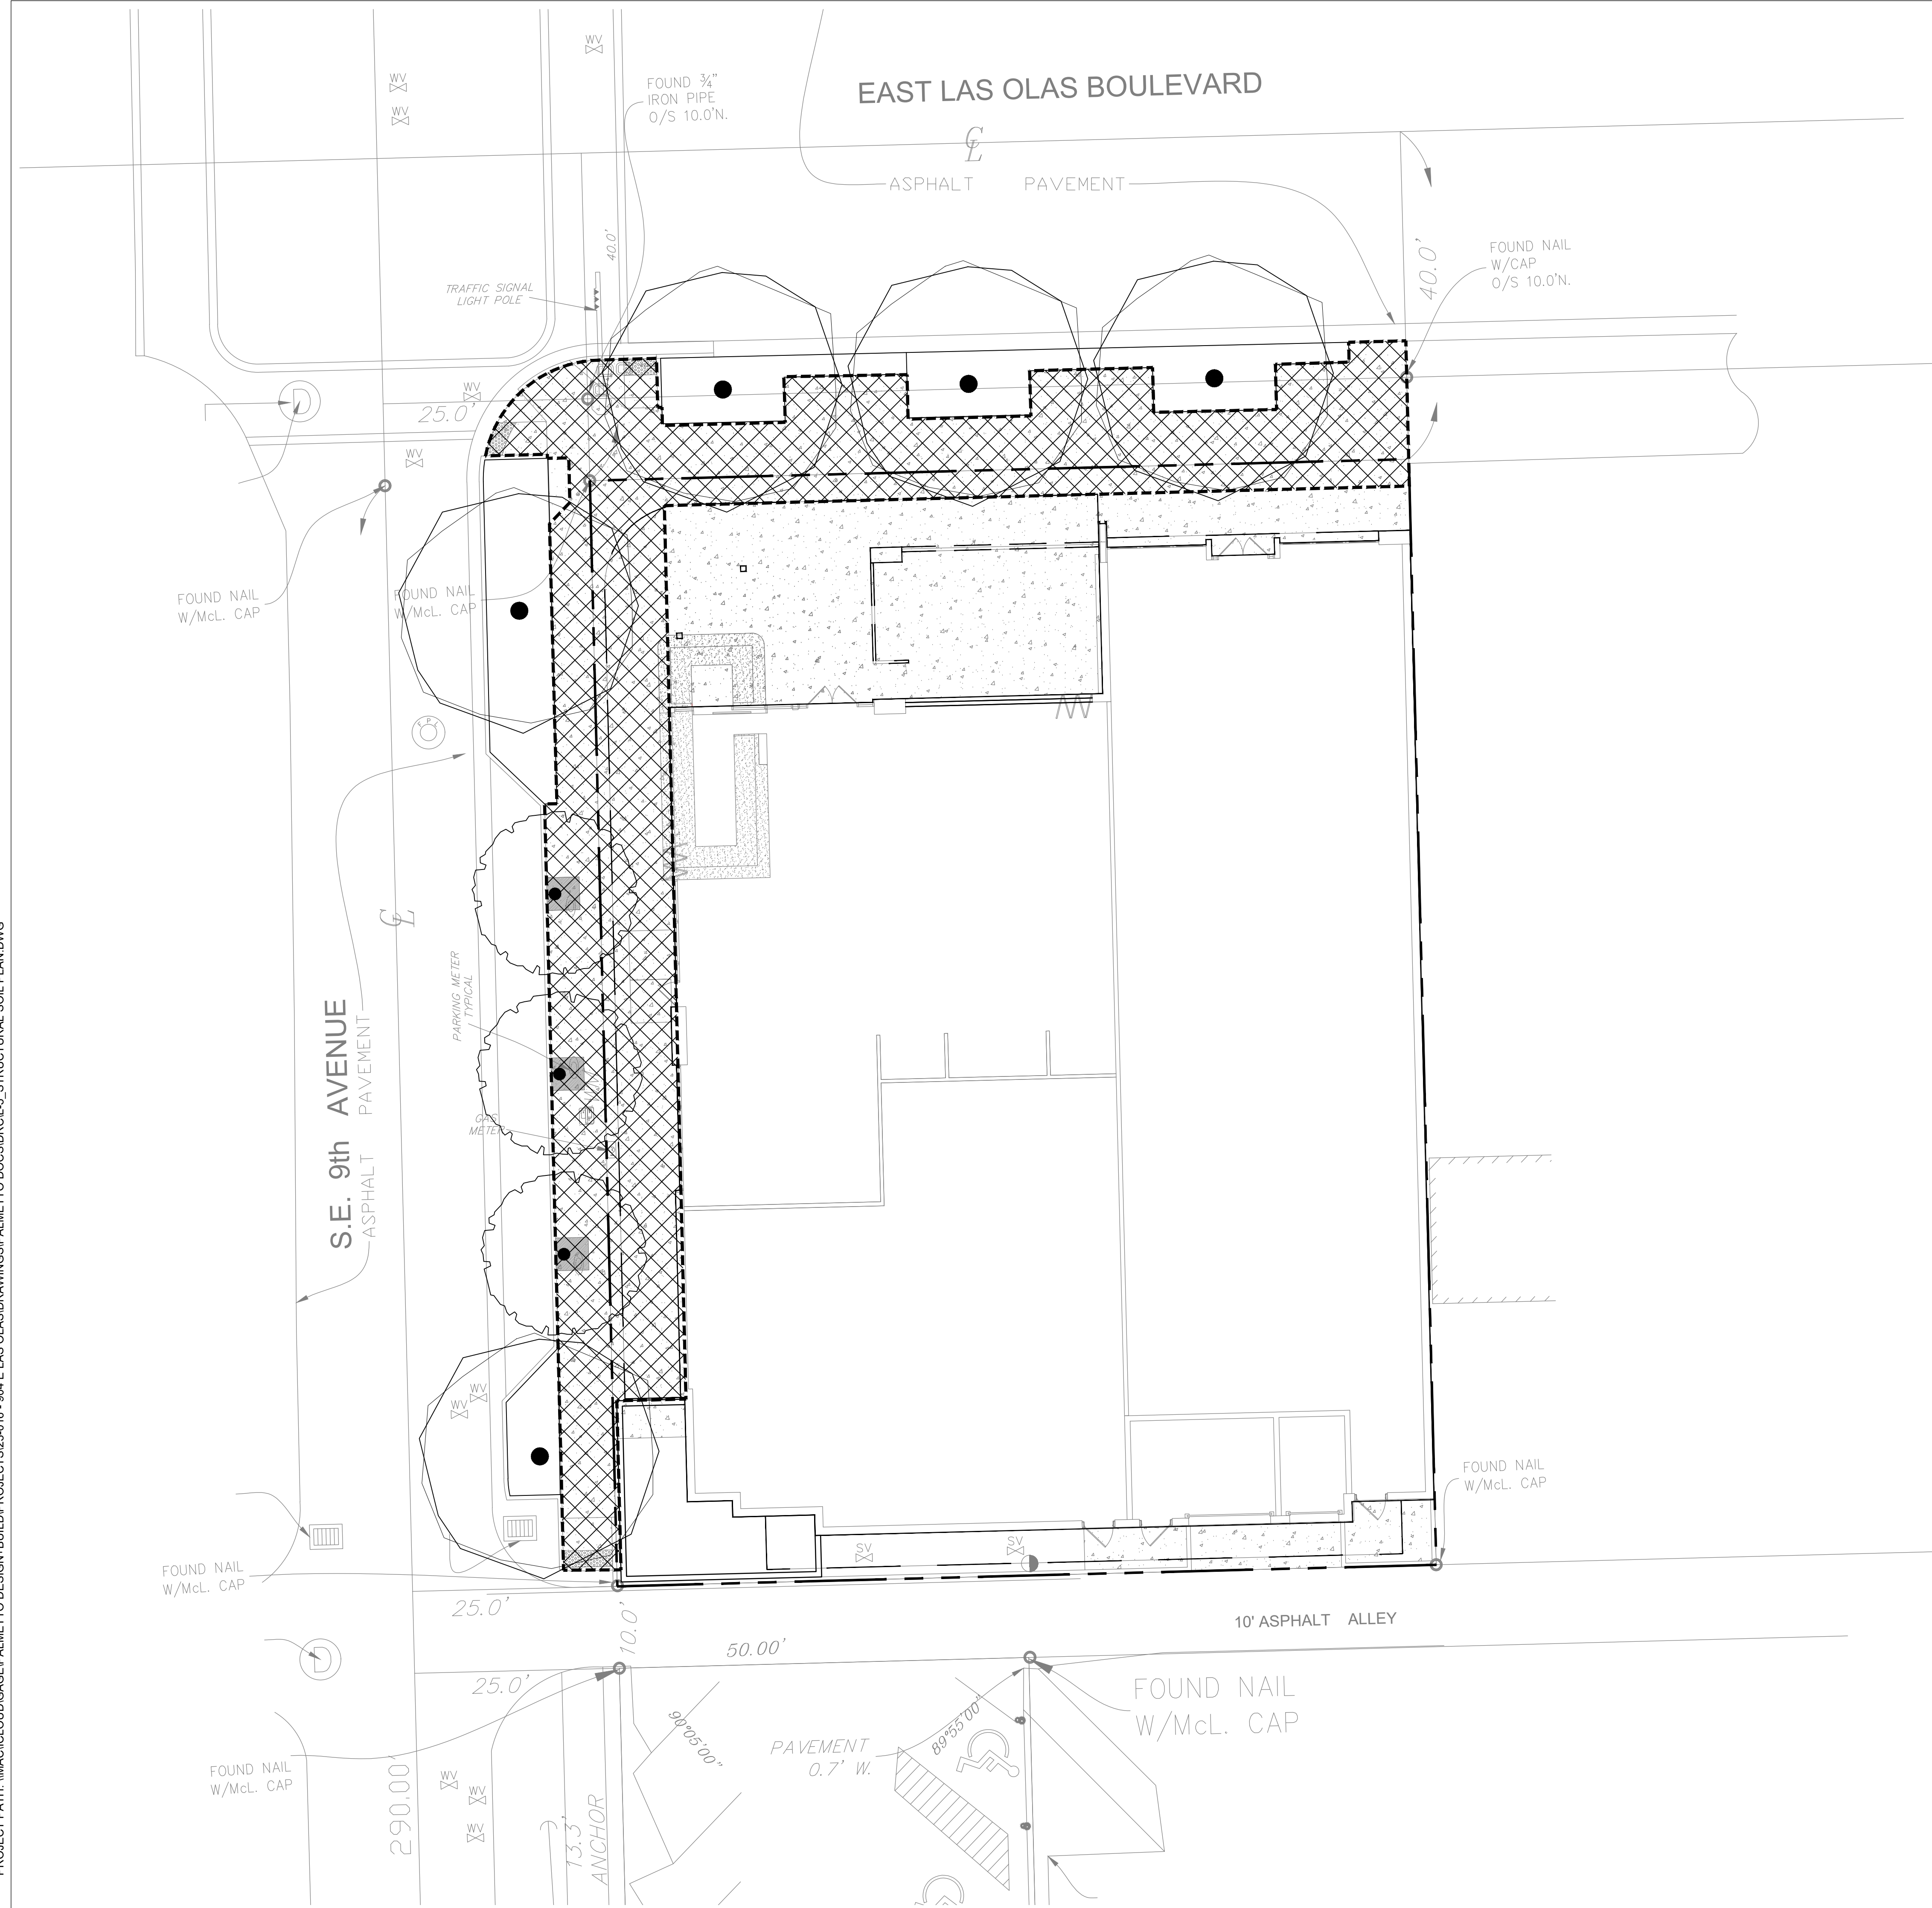 WV
WV
WV
FOUND 3/4"
IRON PIPE
O/S 10.0'N.
EAST LAS OLAS BOULEVARD
CL
ASPHALT PAVEMENT
40.0'
40.0'
FOUND NAIL
W/CAP
O/S 10.0'N.
TRAFFIC SIGNAL
LIGHT POLE
D
WV
25.0'
WV
FOUND NAIL
W/McL. CAP
FOUND NAIL
W/McL. CAP
CL
PARKING METER
TYPICAL
S.E. 9th AVENUE
ASPHALT PAVEMENT
GAS
METER
WV
WV
SV
SV
FOUND NAIL
W/McL. CAP
FOUND NAIL
W/McL. CAP
25.0'
10.0'
10' ASPHALT ALLEY
D
50.00'
25.0'
FOUND NAIL
W/McL. CAP
90°05'00"
89°55'00"
PAVEMENT
0.7' W.
FOUND NAIL
W/McL. CAP
290.00'
WV
WV
WV
13.3'
ANCHOR